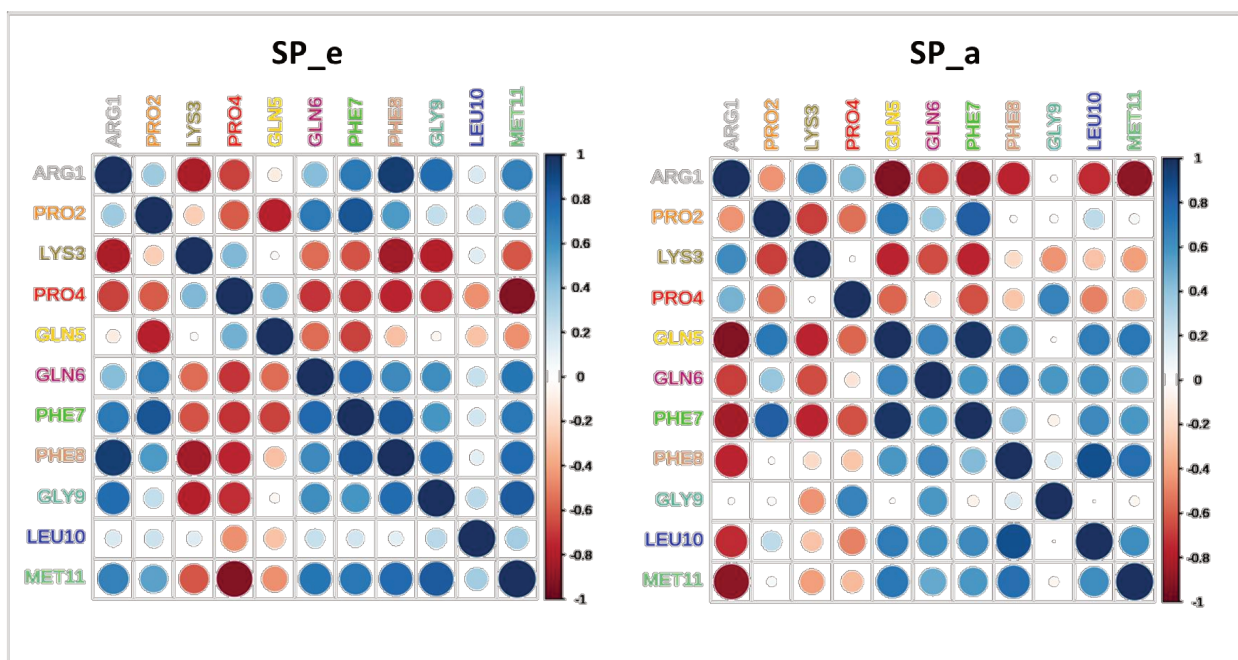 SP_e
ARG1 PRO2 LYS3 PRO4 GLN5 GLN6 PHE7 PHE8 GLY9 LEU10 MET11
ARG1
PRO2
LYS3
PRO4
GLN5
GLN6
PHE7
PHE8
GLY9
LEU10
MET11
1
0.8
0.6
0.4
0.2
0
-0.2
-0.4
-0.6
-0.8
-1
SP_a
ARG1 PRO2 LYS3 PRO4 GLN5 GLN6 PHE7 PHE8 GLY9 LEU10 MET11
ARG1
PRO2
LYS3
PRO4
GLN5
GLN6
PHE7
PHE8
GLY9
LEU10
MET11
1
0.8
0.6
0.4
0.2
0
-0.2
-0.4
-0.6
-0.8
-1